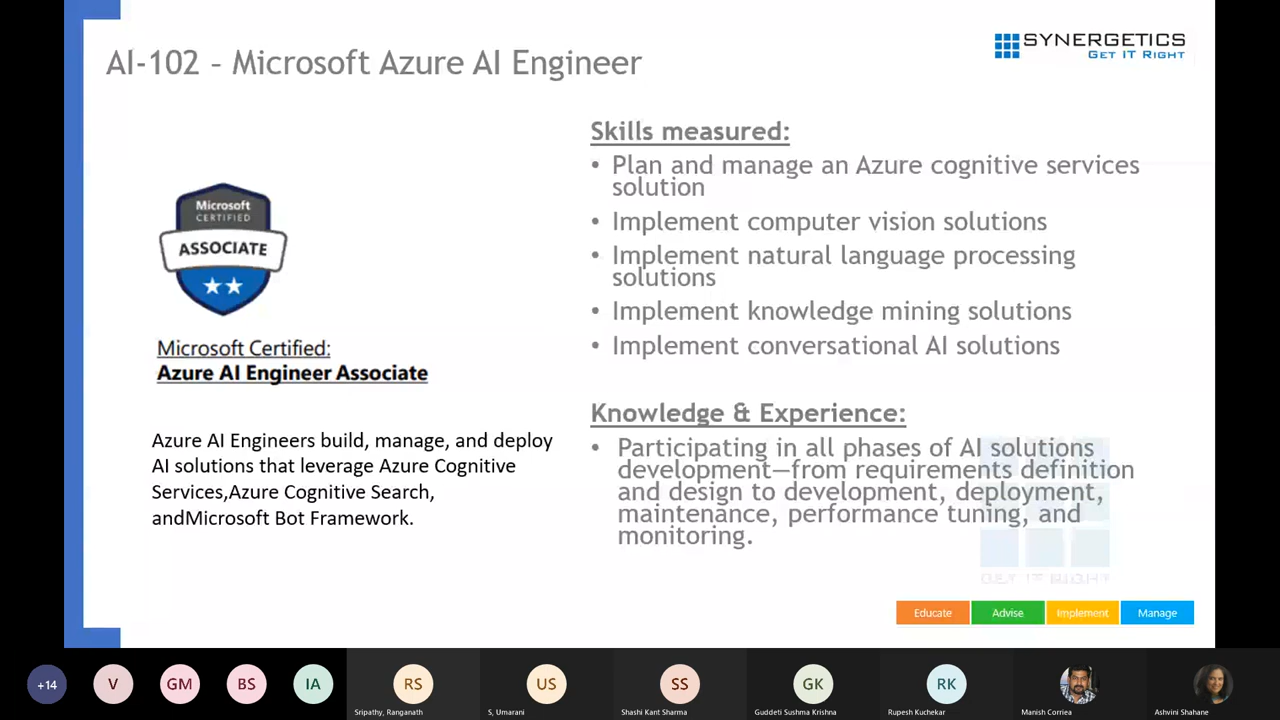 AI-102 – Microsoft Azure AI Engineer
SYNERGETICS
GET IT RIGHT
Microsoft
CERTIFIED
ASSOCIATE
Microsoft Certified:
Azure AI Engineer Associate
Azure AI Engineers build, manage, and deploy
AI solutions that leverage Azure Cognitive
Services,Azure Cognitive Search,
andMicrosoft Bot Framework.
Skills measured:
• Plan and manage an Azure cognitive services
solution
• Implement computer vision solutions
• Implement natural language processing
solutions
• Implement knowledge mining solutions
• Implement conversational AI solutions
Knowledge & Experience:
• Participating in all phases of AI solutions
development—from requirements definition
and design to development, deployment,
maintenance, performance tuning, and
monitoring.
GET IT RIGHT
Educate Advise Implement Manage
+14 V GM BS IA RS US SS GK RK
Sripathy, Ranganath S, Umarani Shashi Kant Sharma Guddeti Sushma Krishna Rupesh Kuchekar Manish Corriea Ashvini Shahane